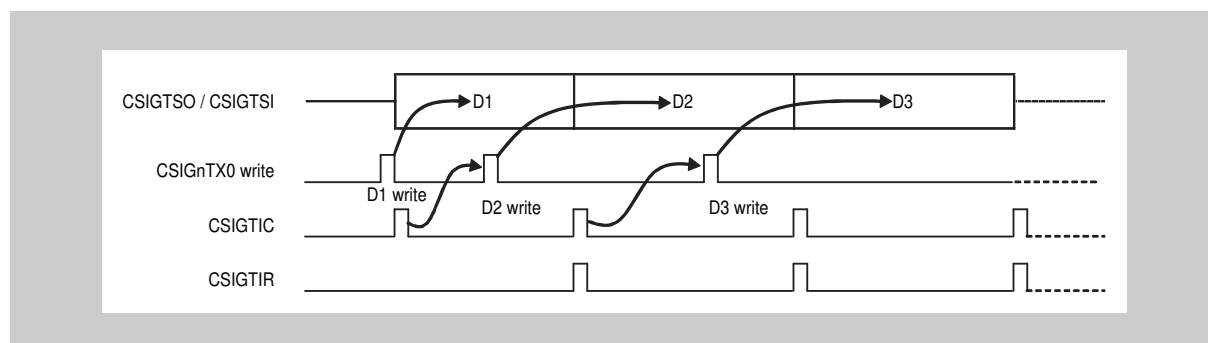 CSIGTSO / CSIGTSI
D1
D2
D3
CSIGnTX0 write
D1 write
D2 write
D3 write
CSIGTIC
CSIGTIR